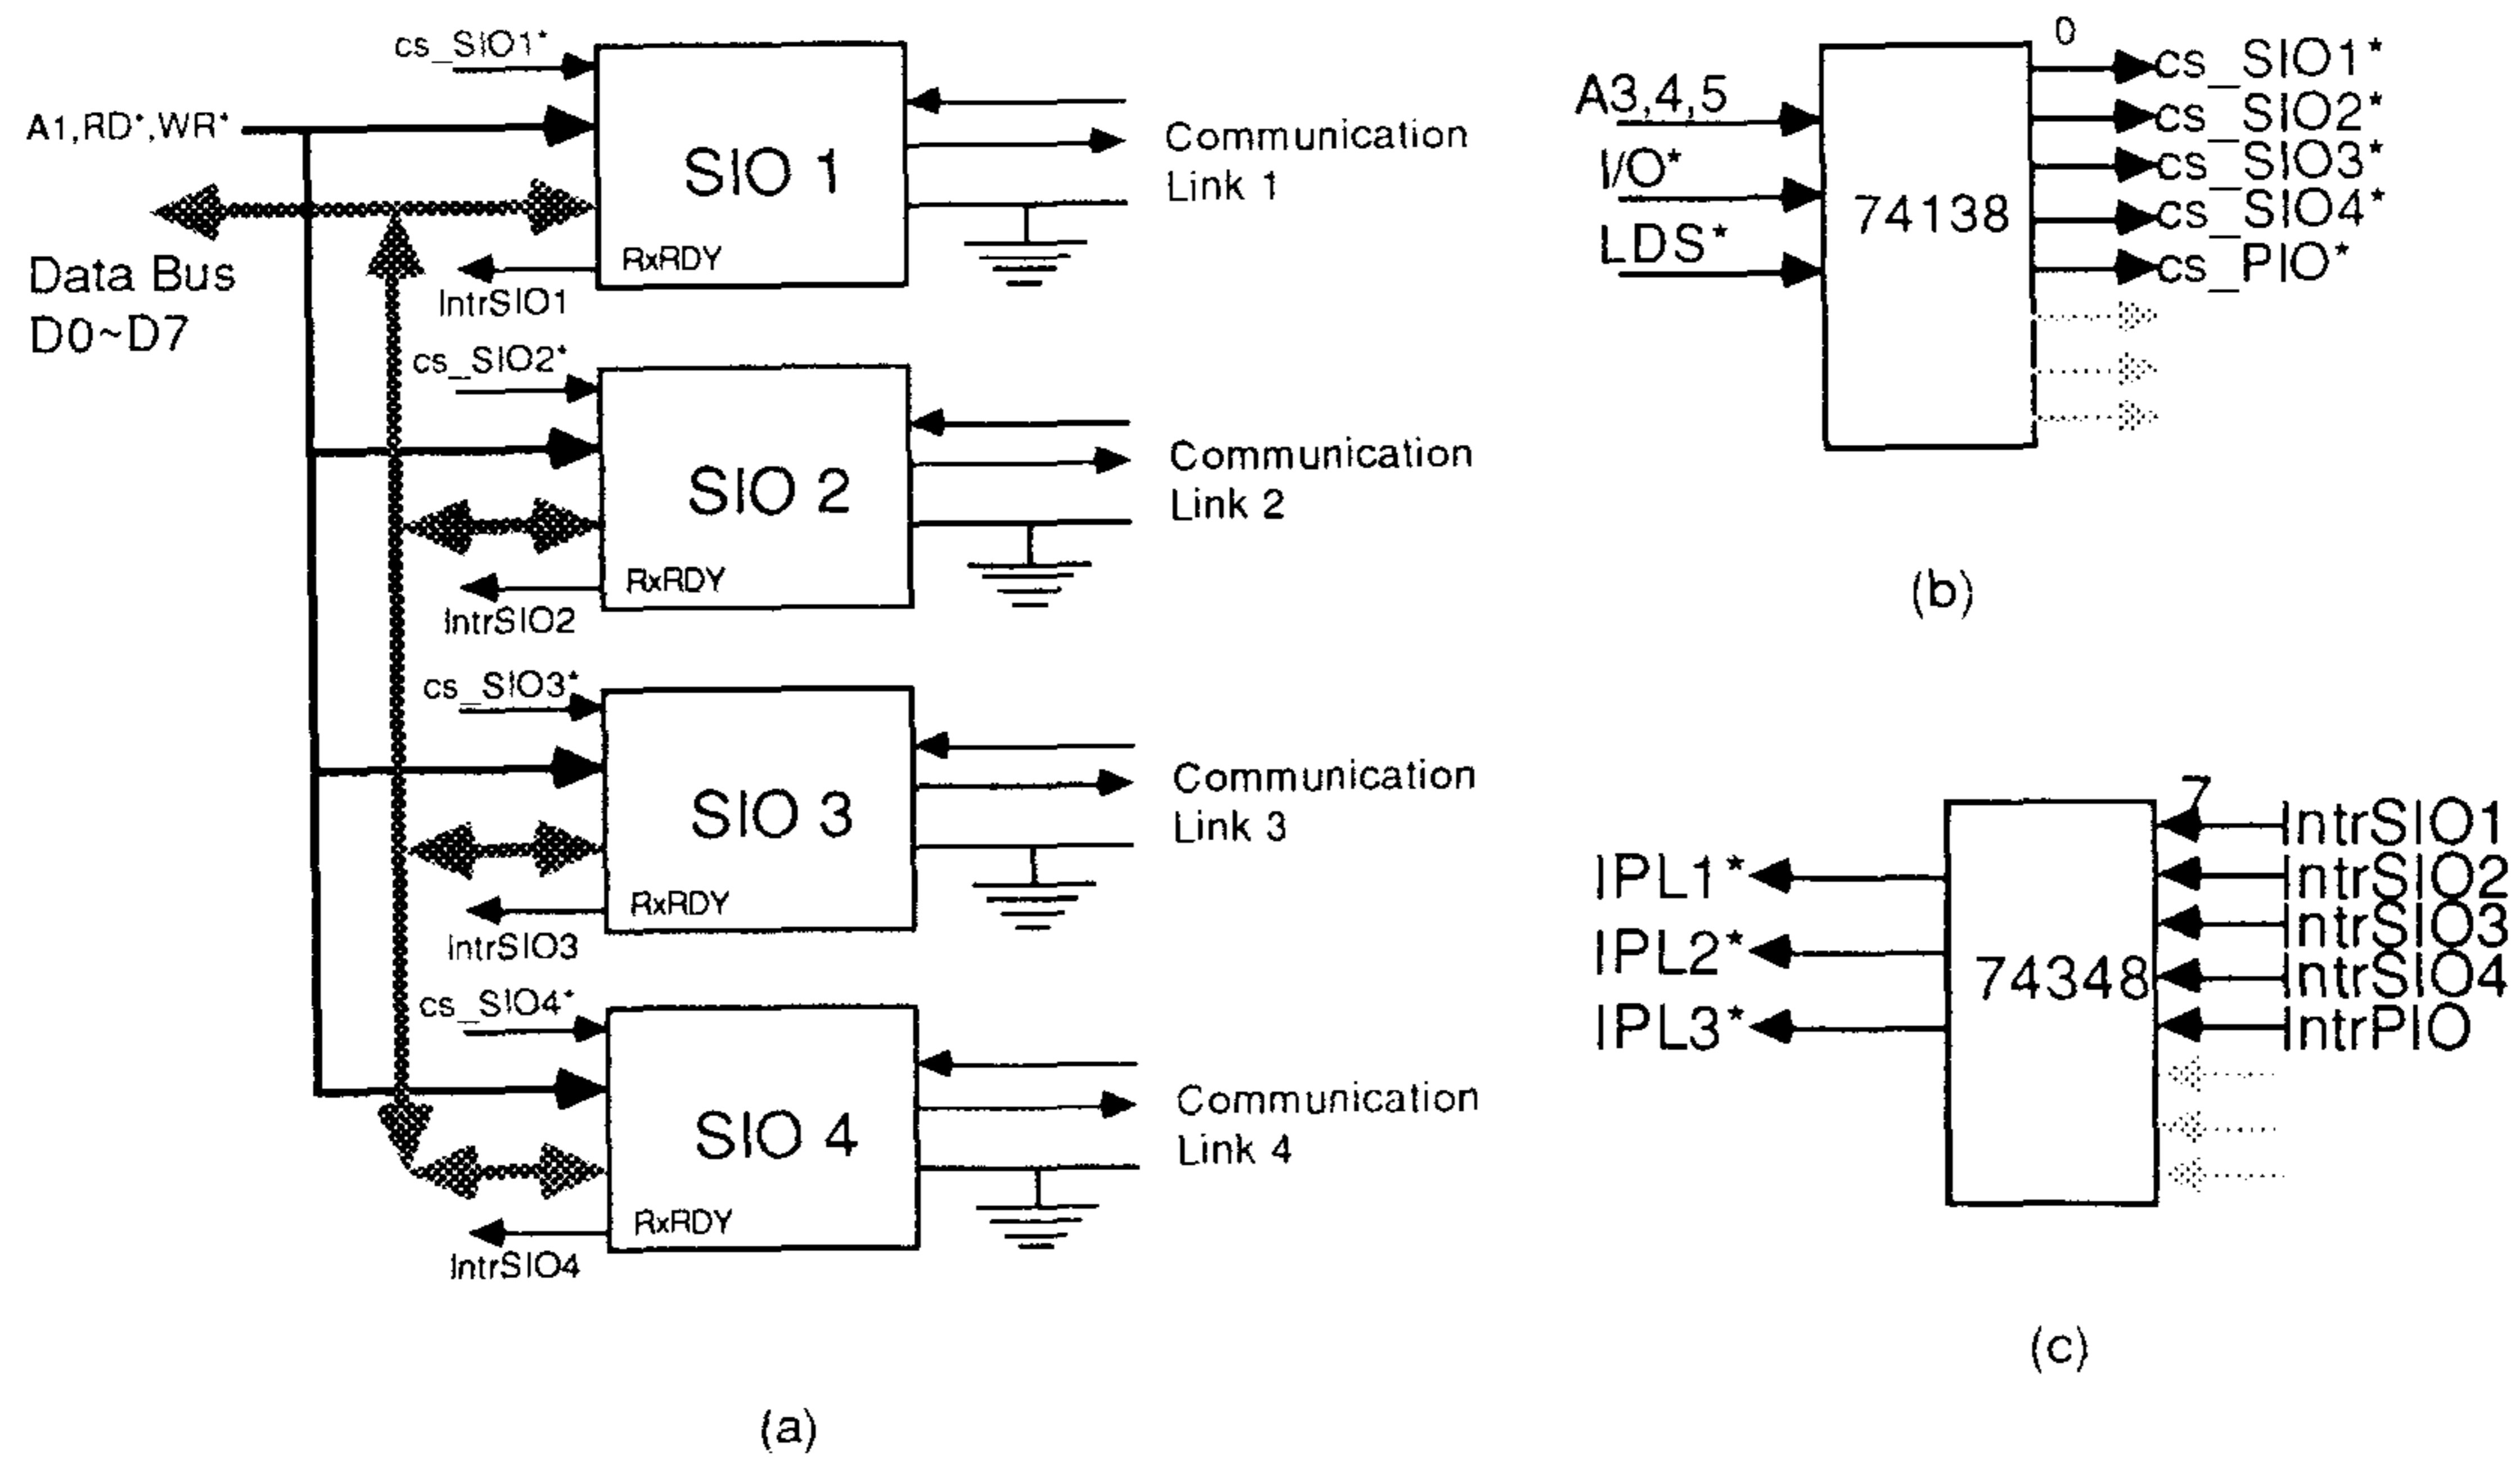 cs_SIO1*
A1,RD*,WR*
SIO 1
Communication
Link 1
Data Bus
D0~D7
RxRDY
IntrSIO1
cs_SIO2*
SIO 2
Communication
Link 2
RxRDY
IntrSIO2
cs_SIO3*
SIO 3
Communication
Link 3
RxRDY
IntrSIO3
cs_SIO4*
SIO 4
Communication
Link 4
RxRDY
IntrSIO4
(a)
0
A3,4,5
I/O*
LDS*
74138
cs_SIO1*
cs_SIO2*
cs_SIO3*
cs_SIO4*
cs_PIO*
(b)
7
IPL1*
IPL2*
IPL3*
74348
IntrSIO1
IntrSIO2
IntrSIO3
IntrSIO4
IntrPIO
(c)